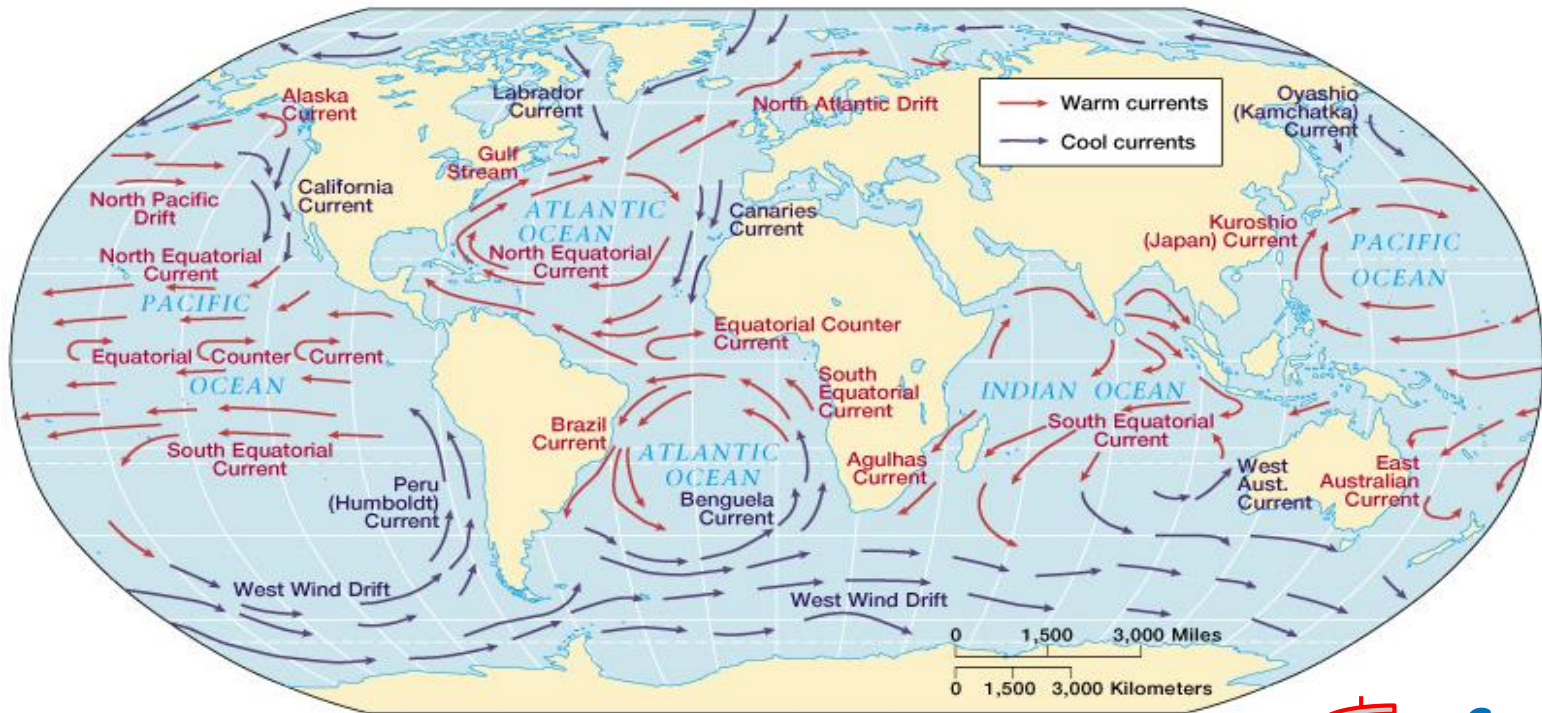 Alaska
Current
Labrador
Current
North Atlantic Drift
Warm currents
Cool currents
Oyashio
(Kamchatka)
Current
Gulf
Stream
North Pacific
Drift
California
Current
ATLANTIC
OCEAN
Canaries
Current
Kuroshio
(Japan) Current
PACIFIC
OCEAN
North Equatorial
Current
North Equatorial
Current
PACIFIC
OCEAN
Equatorial Counter Current
Equatorial Counter
Current
South
Equatorial
Current
INDIAN OCEAN
South Equatorial
Current
South Equatorial
Current
Brazil
Current
ATLANTIC
OCEAN
Agulhas
Current
West
Aust.
Current
East
Australian
Current
Peru
(Humboldt)
Current
Benguela
Current
West Wind Drift
West Wind Drift
0 1,500 3,000 Miles
0 1,500 3,000 Kilometers